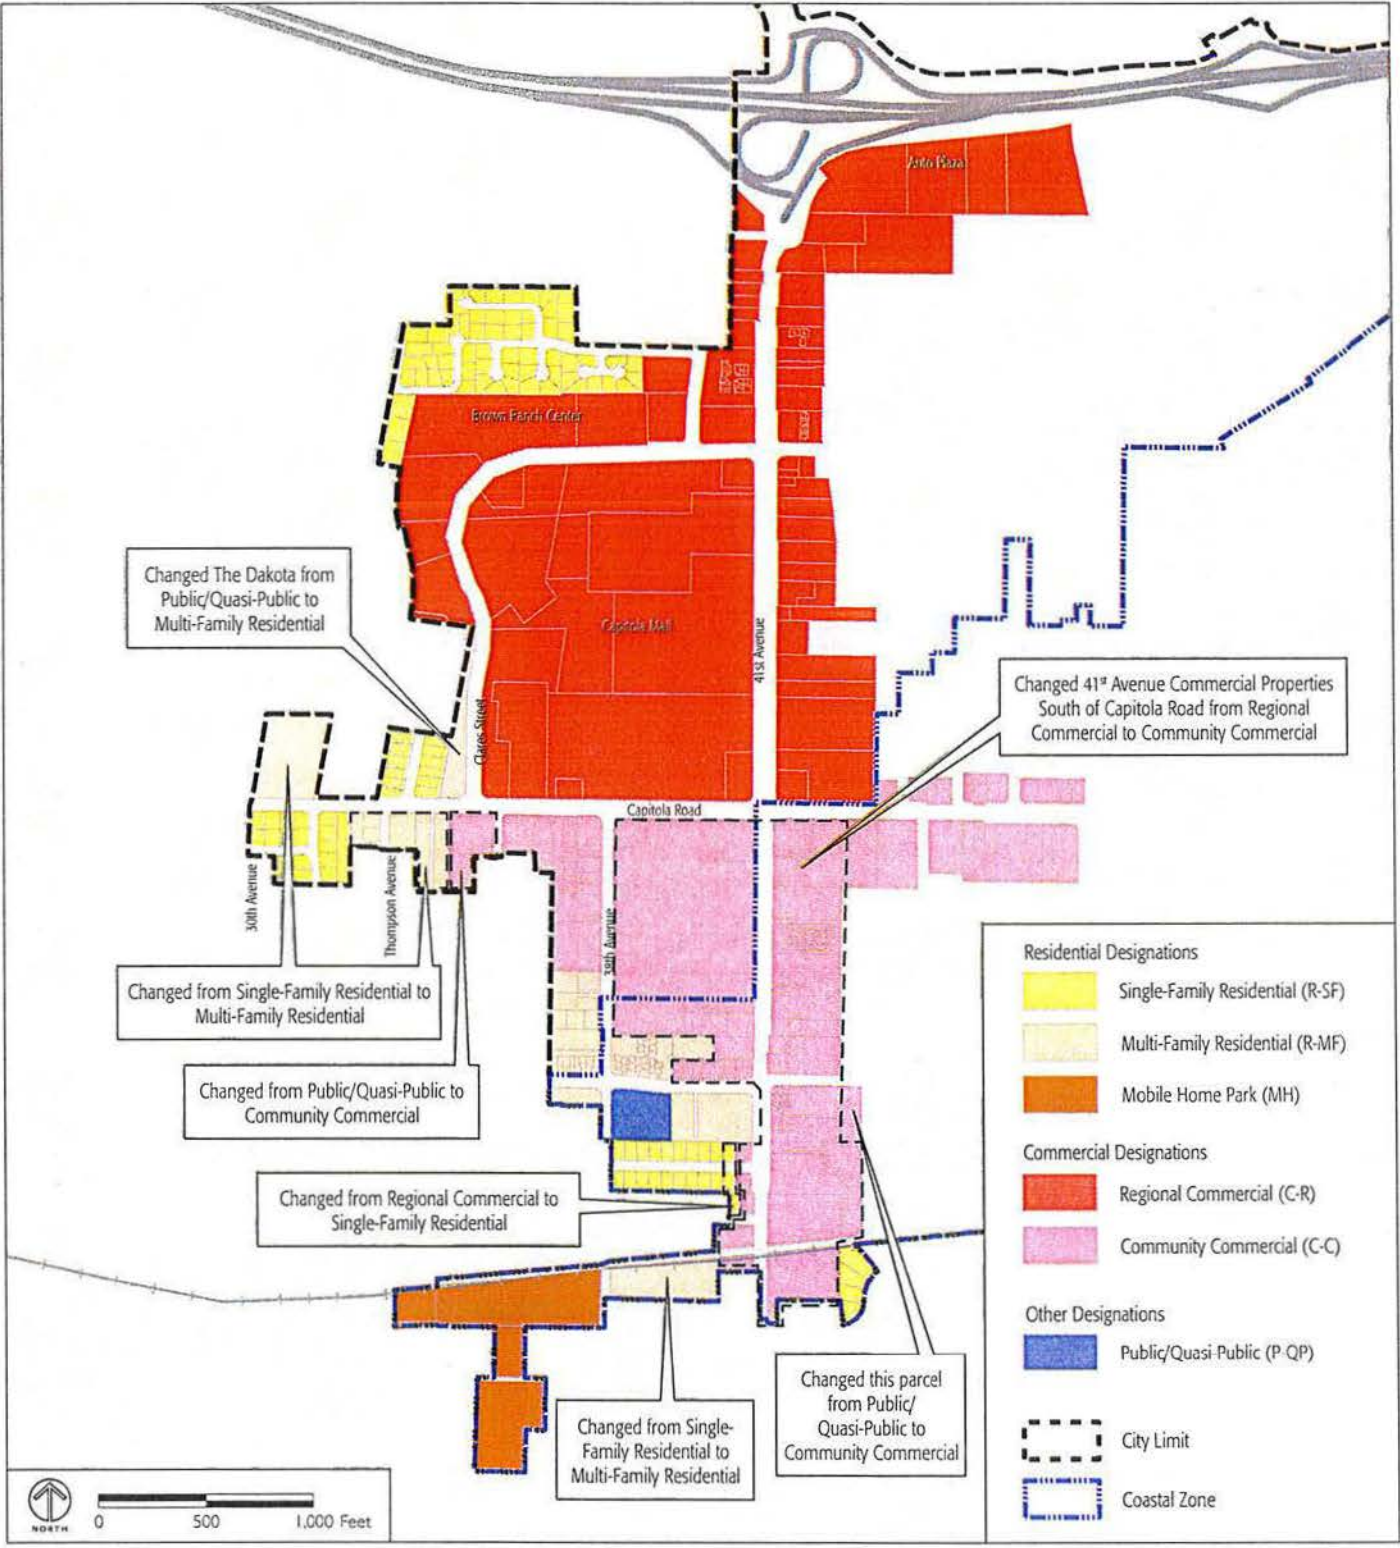 Auto Plaza
Brown Ranch Center
Changed The Dakota from
Public/Quasi-Public to
Multi-Family Residential
Capitola Mall
41st Avenue
Changed 41st Avenue Commercial Properties
South of Capitola Road from Regional
Commercial to Community Commercial
Clares Street
Capitola Road
30th Avenue
Thompson Avenue
38th Avenue
Changed from Single-Family Residential to
Multi-Family Residential
Changed from Public/Quasi-Public to
Community Commercial
Changed from Regional Commercial to
Single-Family Residential
Changed from Single-
Family Residential to
Multi-Family Residential
Changed this parcel
from Public/
Quasi-Public to
Community Commercial
Residential Designations
Single-Family Residential (R-SF)
Multi-Family Residential (R-MF)
Mobile Home Park (MH)
Commercial Designations
Regional Commercial (C-R)
Community Commercial (C-C)
Other Designations
Public/Quasi-Public (P-QP)
City Limit
Coastal Zone
NORTH
0 500 1,000 Feet